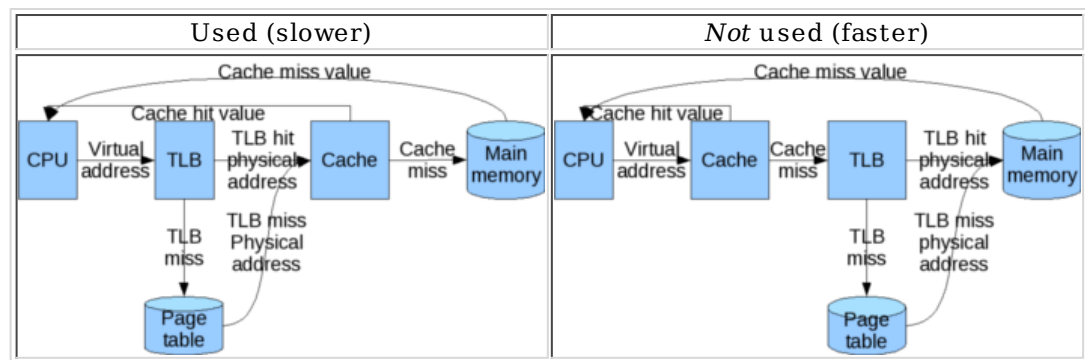 Used (slower)
Not used (faster)
Cache miss value
Cache hit value
CPU
Virtual
address
TLB
TLB hit
physical
address
Cache
Cache
miss
Main
memory
TLB miss
Physical
address
TLB
miss
Page
table
Cache miss value
Cache hit value
CPU
Virtual
address
Cache
Cache
miss
TLB
TLB hit
physical
address
Main
memory
TLB miss
physical
address
TLB
miss
Page
table